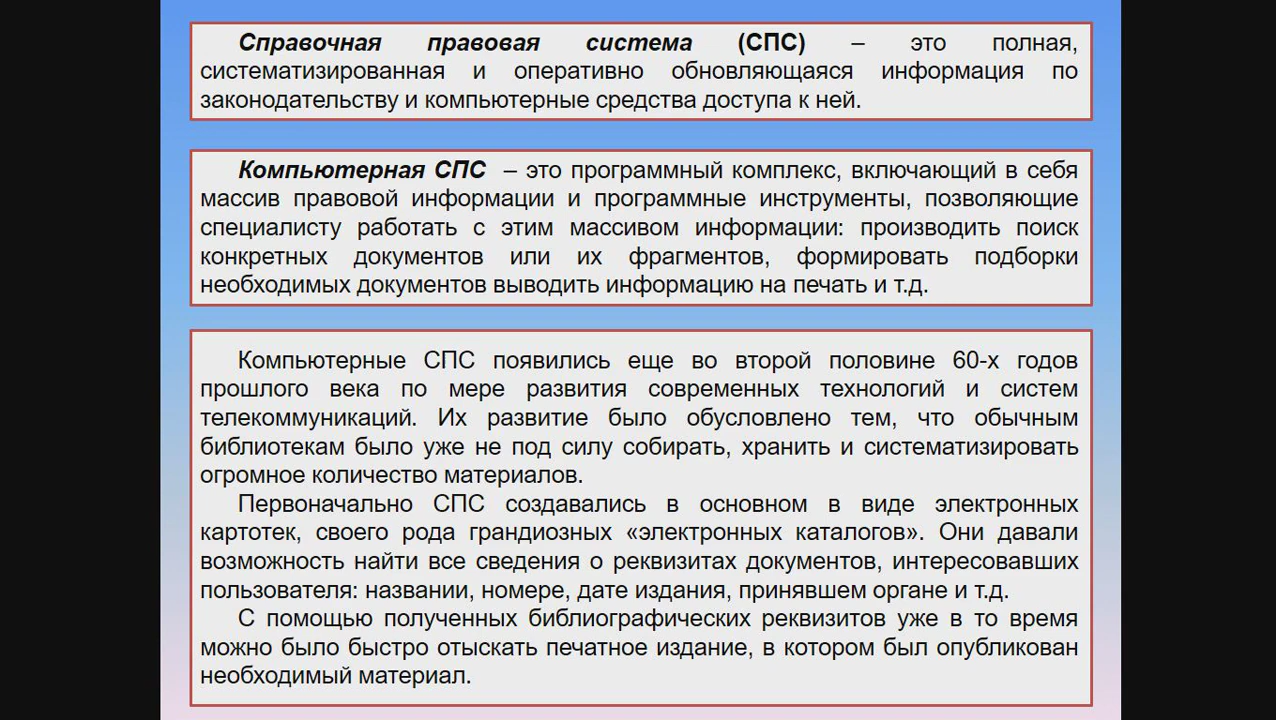 Справочная правовая система (СПС) – это полная,
систематизированная и оперативно обновляющаяся информация по
законодательству и компьютерные средства доступа к ней.
Компьютерная СПС – это программный комплекс, включающий в себя
массив правовой информации и программные инструменты, позволяющие
специалисту работать с этим массивом информации: производить поиск
конкретных документов или их фрагментов, формировать подборки
необходимых документов выводить информацию на печать и т.д.
Компьютерные СПС появились еще во второй половине 60-х годов
прошлого века по мере развития современных технологий и систем
телекоммуникаций. Их развитие было обусловлено тем, что обычным
библиотекам было уже не под силу собирать, хранить и систематизировать
огромное количество материалов.
Первоначально СПС создавались в основном в виде электронных
картотек, своего рода грандиозных «электронных каталогов». Они давали
возможность найти все сведения о реквизитах документов, интересовавших
пользователя: названии, номере, дате издания, принявшем органе и т.д.
С помощью полученных библиографических реквизитов уже в то время
можно было быстро отыскать печатное издание, в котором был опубликован
необходимый материал.